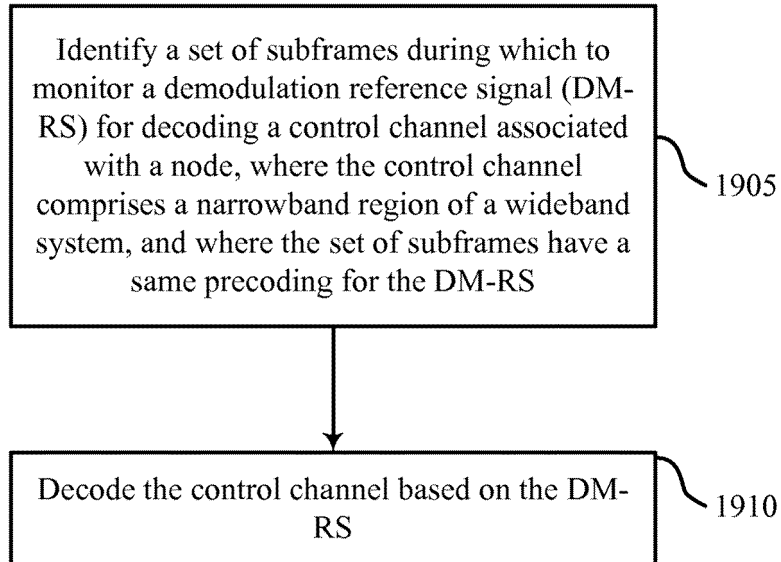 Identify a set of subframes during which to
monitor a demodulation reference signal (DM-
RS) for decoding a control channel associated
with a node, where the control channel
comprises a narrowband region of a wideband
system, and where the set of subframes have a
same precoding for the DM-RS
1905
Decode the control channel based on the DM-
RS
1910